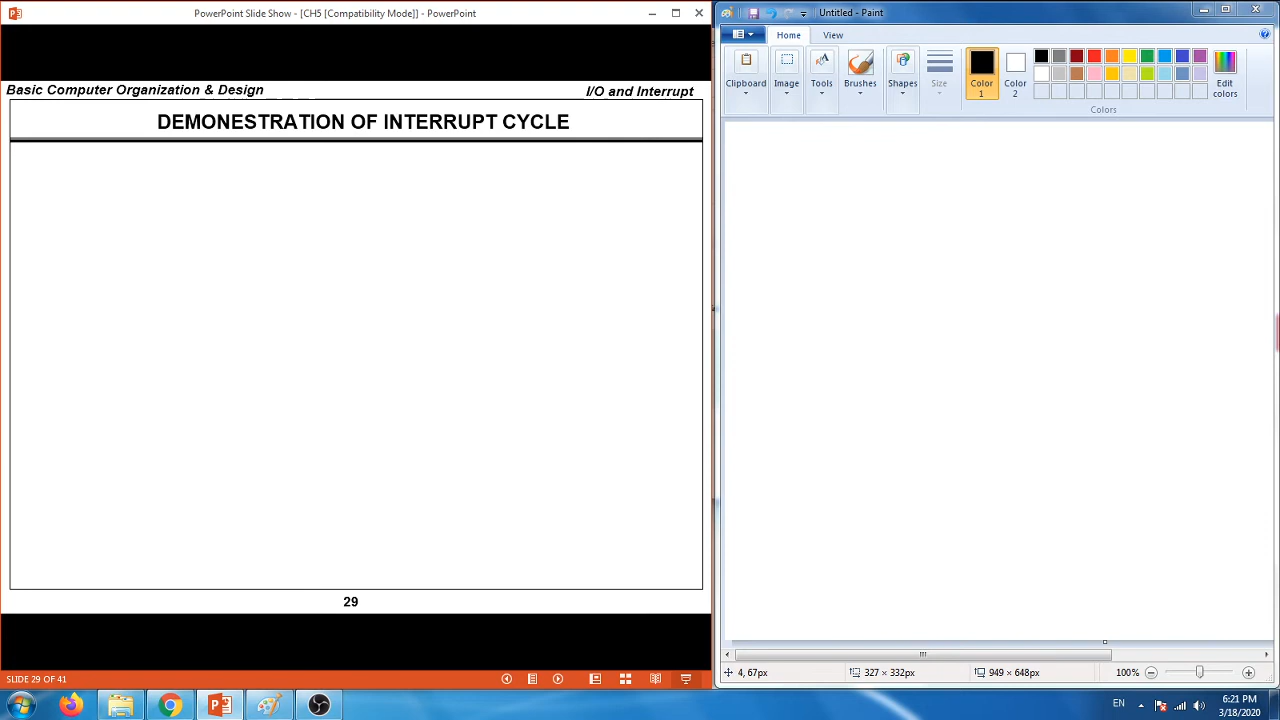 PowerPoint Slide Show - [CH5 [Compatibility Mode]] - PowerPoint
Basic Computer Organization & Design
I/O and Interrupt
DEMONESTRATION OF INTERRUPT CYCLE
29
SLIDE 29 OF 41
Untitled - Paint
Home
View
Clipboard
Image
Tools
Brushes
Shapes
Size
Color
1
Color
2
Edit
colors
Colors
4, 67px
327 × 332px
949 × 648px
100%
EN
6:21 PM
3/18/2020